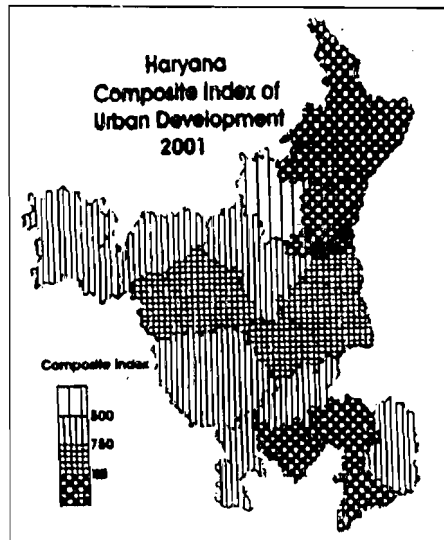 Haryana
Composite Index of
Urban Development
2001
Composite Index
500
750